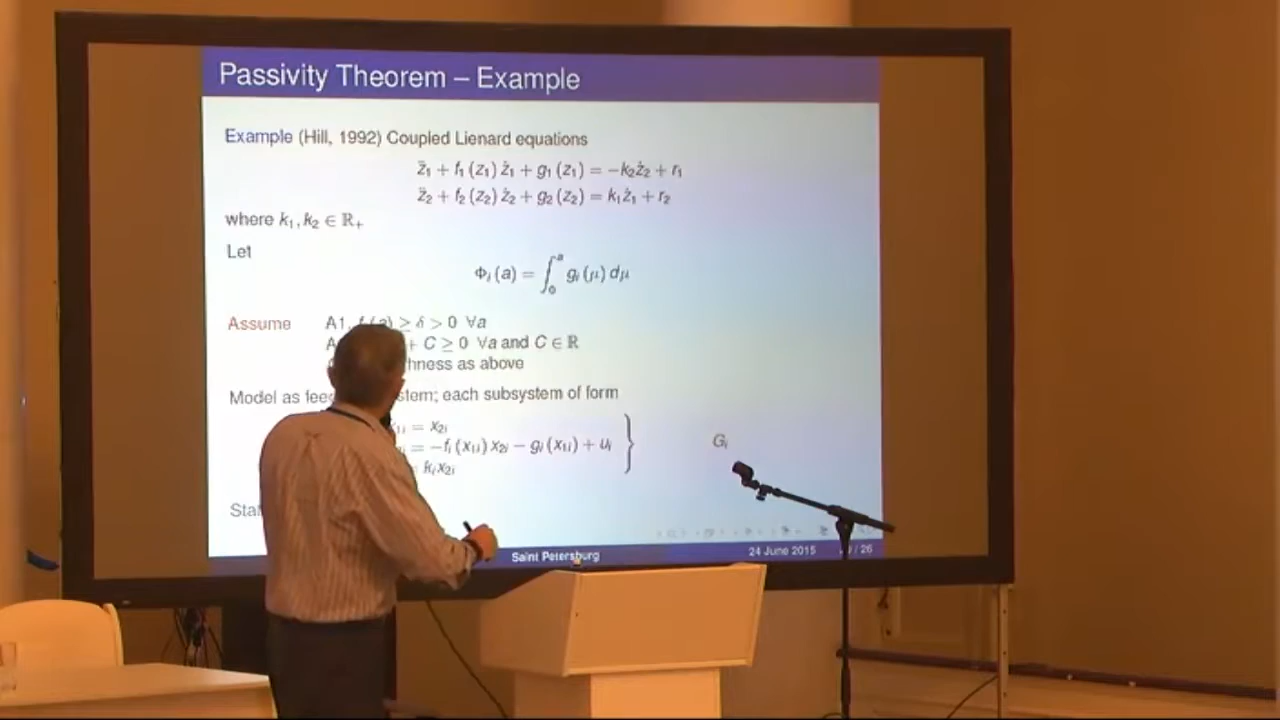 Passivity Theorem – Example
Example (Hill, 1992) Coupled Lienard equations
z̈₁ + f₁ (z₁) ż₁ + g₁ (z₁) = −k₂ż₂ + r₁
z̈₂ + f₂ (z₂) ż₂ + g₂ (z₂) = k₁ż₁ + r₂
where k₁, k₂ ∈ ℝ₊
Let
Φᵢ (a) = ∫₀ᵃ gᵢ (μ) dμ
Assume A1. ≥ δ > 0 ∀a
+ C ≥ 0 ∀a and C ∈ ℝ
as above
Model as each subsystem of form
= x₂ᵢ
= −fᵢ (x₁ᵢ) x₂ᵢ − gᵢ (x₁ᵢ) + uᵢ } Gᵢ
kᵢx₂ᵢ
Saint Petersburg 24 June 2015 / 26